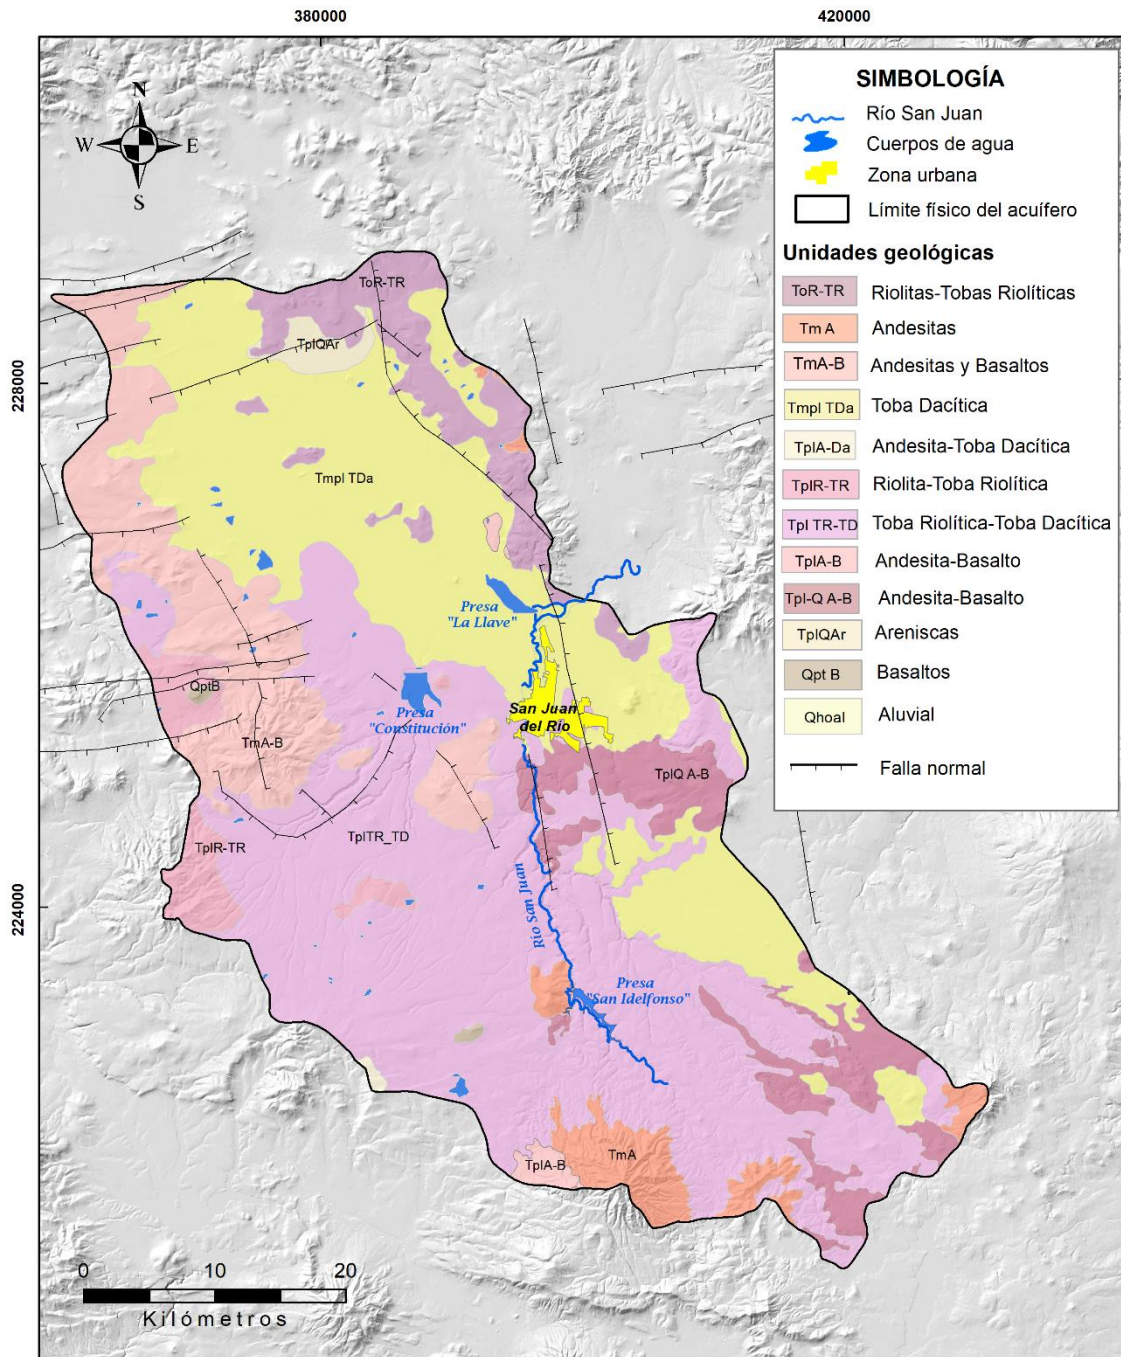 380000
420000
N
W
E
S
228000
224000
SIMBOLOGÍA
Río San Juan
Cuerpos de agua
Zona urbana
Límite físico del acuífero
Unidades geológicas
ToR-TR Riolitas-Tobas Riolíticas
Tm A Andesitas
TmA-B Andesitas y Basaltos
Tmpl TDa Toba Dacítica
TplA-Da Andesita-Toba Dacítica
TplR-TR Riolita-Toba Riolítica
Tpl TR-TD Toba Riolítica-Toba Dacítica
TplA-B Andesita-Basalto
Tpl-Q A-B Andesita-Basalto
TplQAr Areniscas
Qpt B Basaltos
Qhoal Aluvial
Falla normal
ToR-TR
TplQAr
Tmpl TDa
Presa
"La Llave"
QptB
Presa
"Constitución"
San Juan
del Río
TmA-B
TplQ A-B
TplTR_TD
TplR-TR
Río San Juan
Presa
"San Idelfonso"
TplA-B
TmA
0 10 20
Kilómetros